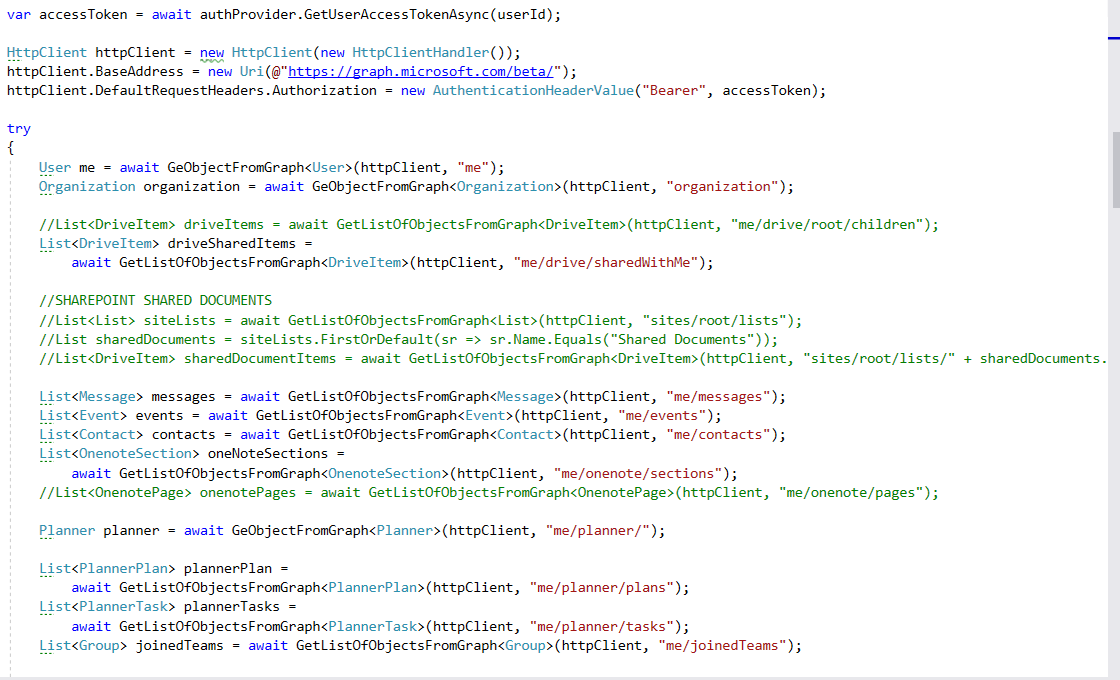 var accessToken = await authProvider.GetUserAccessTokenAsync(userId);
HttpClient httpClient = new HttpClient(new HttpClientHandler());
httpClient.BaseAddress = new Uri(@"https://graph.microsoft.com/beta/");
httpClient.DefaultRequestHeaders.Authorization = new AuthenticationHeaderValue("Bearer", accessToken);
try
{
User me = await GeObjectFromGraph<User>(httpClient, "me");
Organization organization = await GeObjectFromGraph<Organization>(httpClient, "organization");
//List<DriveItem> driveItems = await GetListOfObjectsFromGraph<DriveItem>(httpClient, "me/drive/root/children");
List<DriveItem> driveSharedItems =
await GetListOfObjectsFromGraph<DriveItem>(httpClient, "me/drive/sharedWithMe");
//SHAREPOINT SHARED DOCUMENTS
//List<List> siteLists = await GetListOfObjectsFromGraph<List>(httpClient, "sites/root/lists");
//List sharedDocuments = siteLists.FirstOrDefault(sr => sr.Name.Equals("Shared Documents"));
//List<DriveItem> sharedDocumentItems = await GetListOfObjectsFromGraph<DriveItem>(httpClient, "sites/root/lists/" + sharedDocuments.
List<Message> messages = await GetListOfObjectsFromGraph<Message>(httpClient, "me/messages");
List<Event> events = await GetListOfObjectsFromGraph<Event>(httpClient, "me/events");
List<Contact> contacts = await GetListOfObjectsFromGraph<Contact>(httpClient, "me/contacts");
List<OnenoteSection> oneNoteSections =
await GetListOfObjectsFromGraph<OnenoteSection>(httpClient, "me/onenote/sections");
//List<OnenotePage> onenotePages = await GetListOfObjectsFromGraph<OnenotePage>(httpClient, "me/onenote/pages");
Planner planner = await GeObjectFromGraph<Planner>(httpClient, "me/planner/");
List<PlannerPlan> plannerPlan =
await GetListOfObjectsFromGraph<PlannerPlan>(httpClient, "me/planner/plans");
List<PlannerTask> plannerTasks =
await GetListOfObjectsFromGraph<PlannerTask>(httpClient, "me/planner/tasks");
List<Group> joinedTeams = await GetListOfObjectsFromGraph<Group>(httpClient, "me/joinedTeams");